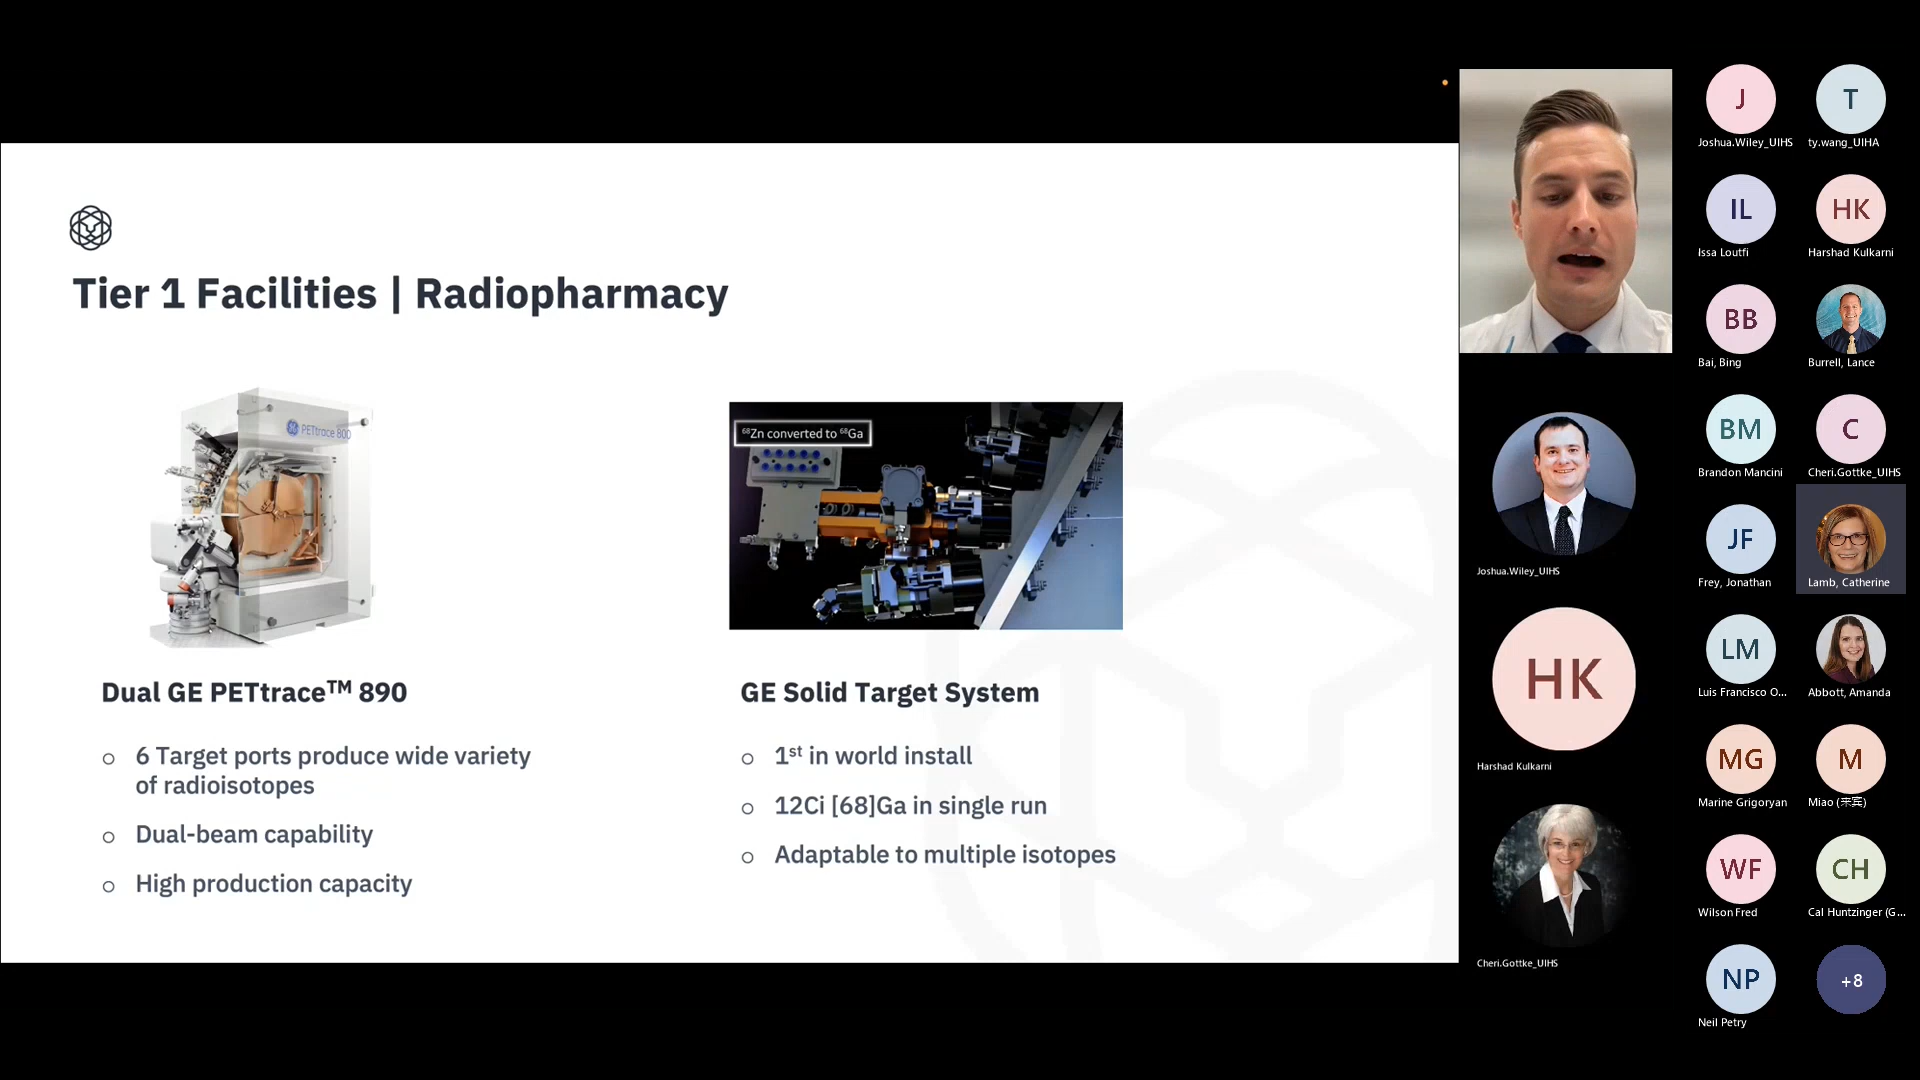 Tier 1 Facilities | Radiopharmacy
PETtrace 800
⁶⁸Zn converted to ⁶⁸Ga
Dual GE PETtrace™ 890
6 Target ports produce wide variety
of radioisotopes
Dual-beam capability
High production capacity
GE Solid Target System
1st in world install
12Ci [68]Ga in single run
Adaptable to multiple isotopes
Joshua.Wiley_UIHS
HK
Harshad Kulkarni
Cheri.Gottke_UIHS
J
Joshua.Wiley_UIHS
T
ty.wang_UIHA
IL
Issa Loutfi
HK
Harshad Kulkarni
BB
Bai, Bing
Burrell, Lance
BM
Brandon Mancini
C
Cheri.Gottke_UIHS
JF
Frey, Jonathan
Lamb, Catherine
LM
Luis Francisco O...
Abbott, Amanda
MG
Marine Grigoryan
M
Miao (来宾)
WF
Wilson Fred
CH
Cal Huntzinger (G...
NP
Neil Petry
+8